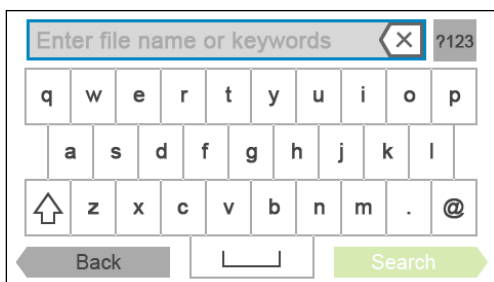 Enter file name or keywords ?123
q w e r t y u i o p
a s d f g h j k l
z x c v b n m . @
Back Search